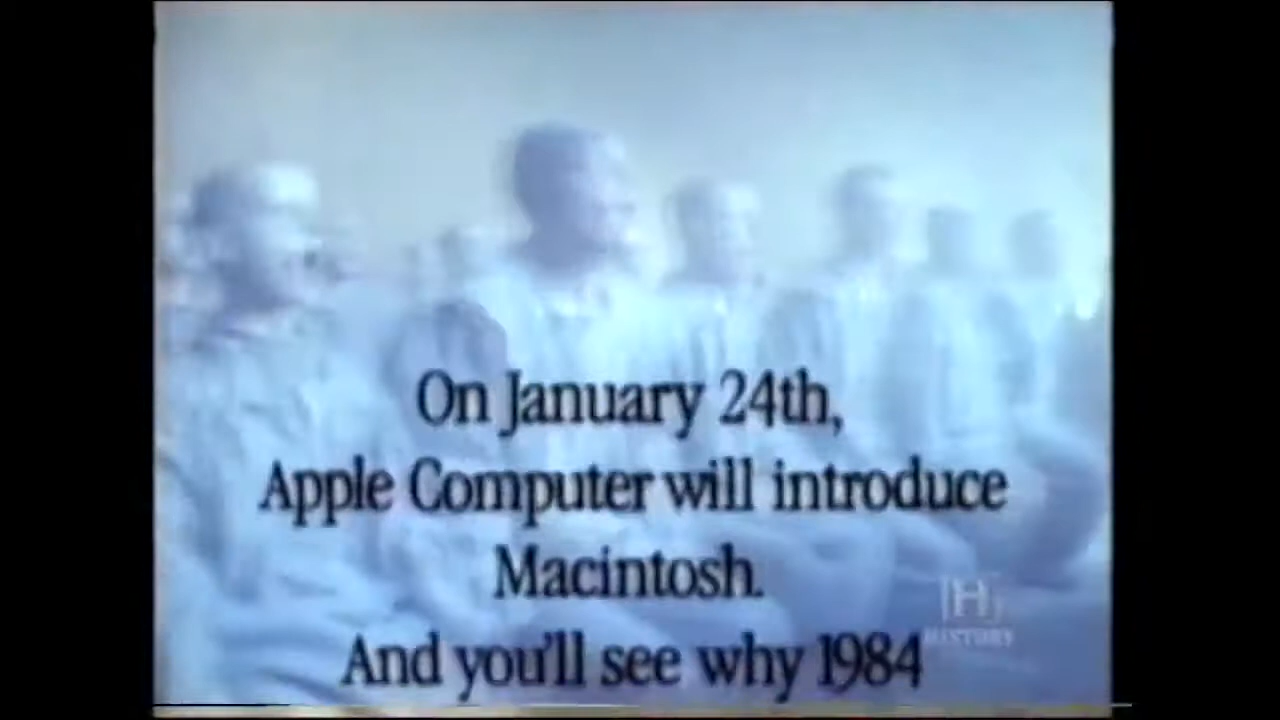 On January 24th,
Apple Computer will introduce
Macintosh.
And you'll see why 1984
H
HISTORY